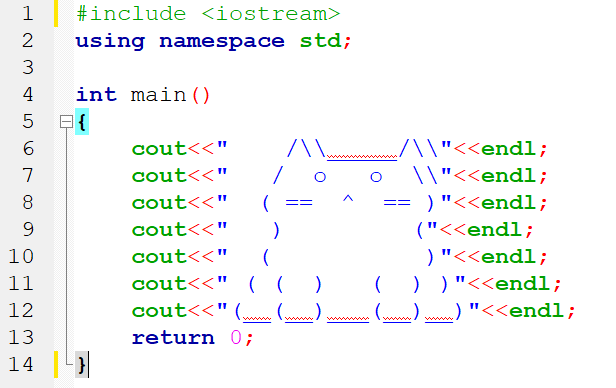 1 #include <iostream>
2 using namespace std;
3
4 int main()
5 {
6     cout<<"    /\\_____/\\"<<endl;
7     cout<<"   /  o   o  \\"<<endl;
8     cout<<"  ( ==  ^  == )"<<endl;
9     cout<<"   )         ("<<endl;
10     cout<<"  (           )"<<endl;
11     cout<<" ( (  )   (  ) )"<<endl;
12     cout<<"(__(__)___(__)__)"<<endl;
13     return 0;
14 }